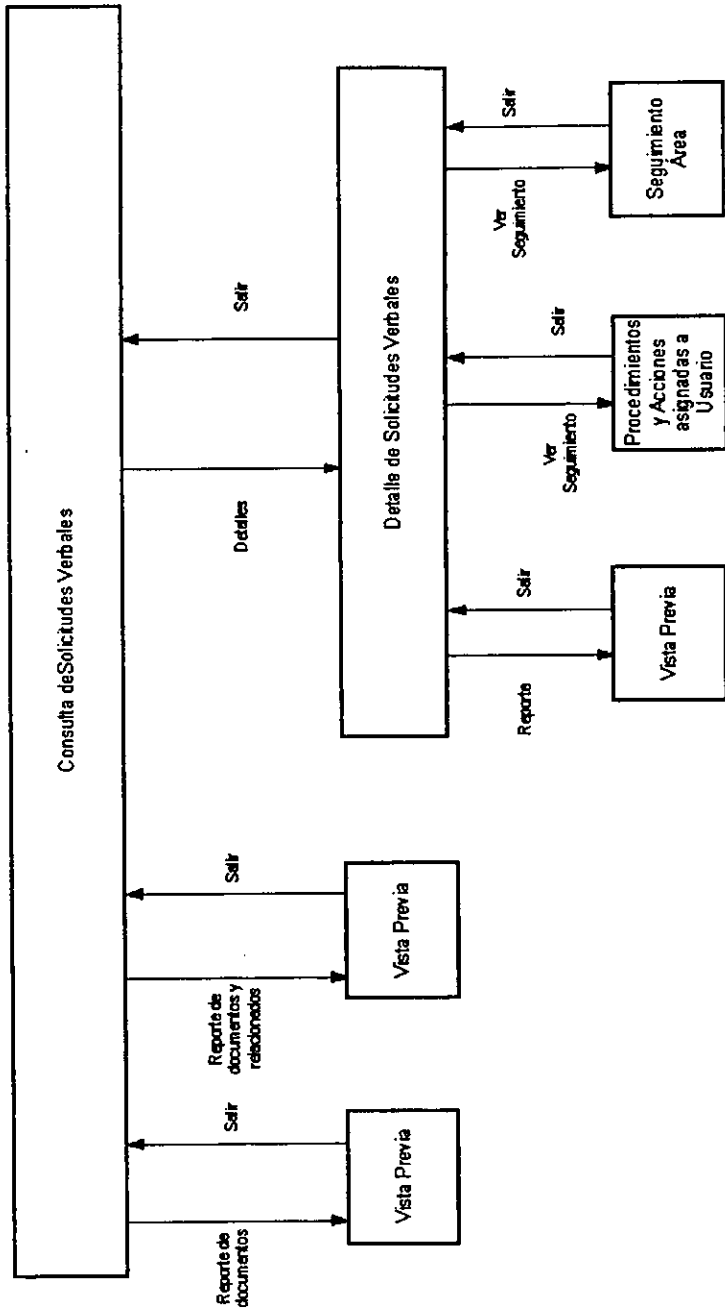 Consulta deSolicitudes Verbales
Reporte de
documentos
Salir
Reporte de
documentos y
relacionados
Salir
Detalles
Salir
Vista Previa
Vista Previa
Detalle de Solicitudes Verbales
Reporte
Salir
Ver
Seguimiento
Salir
Ver
Seguimiento
Salir
Vista Previa
Procedimientos
y Acciones
asignadas a
Usuario
Seguimiento
Área